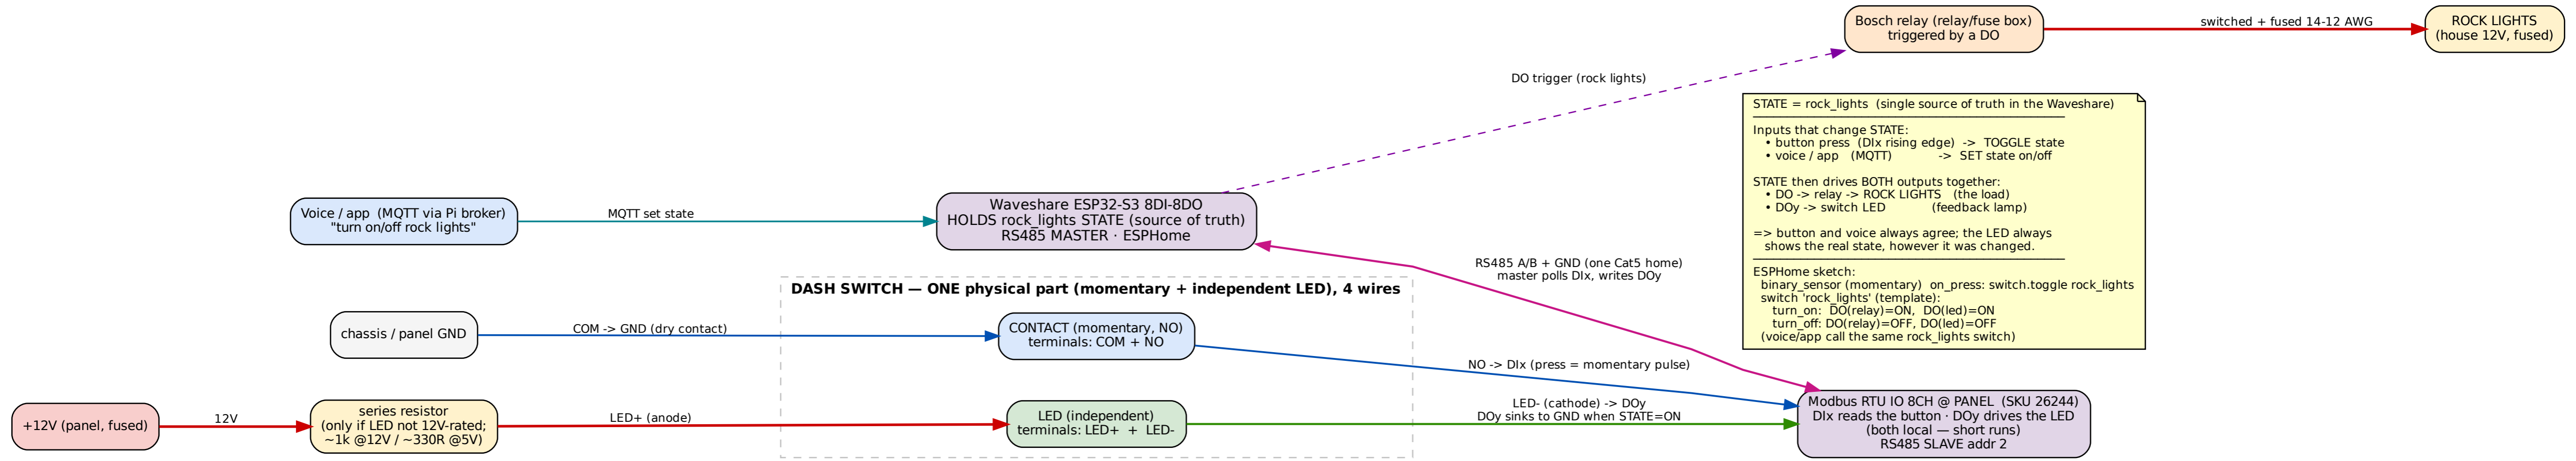 Bosch relay (relay/fuse box)
triggered by a DO
switched + fused 14-12 AWG
ROCK LIGHTS
(house 12V, fused)
DO trigger (rock lights)
STATE = rock_lights  (single source of truth in the Waveshare)
Inputs that change STATE:
• button press  (DIx rising edge)  -> TOGGLE state
• voice / app   (MQTT)            -> SET state on/off
STATE then drives BOTH outputs together:
• DO -> relay -> ROCK LIGHTS   (the load)
• DOy -> switch LED            (feedback lamp)
=> button and voice always agree; the LED always
shows the real state, however it was changed.
ESPHome sketch:
binary_sensor (momentary)  on_press: switch.toggle rock_lights
switch 'rock_lights' (template):
turn_on:  DO(relay)=ON,  DO(led)=ON
turn_off: DO(relay)=OFF, DO(led)=OFF
(voice/app call the same rock_lights switch)
Voice / app  (MQTT via Pi broker)
"turn on/off rock lights"
MQTT set state
Waveshare ESP32-S3 8DI-8DO
HOLDS rock_lights STATE (source of truth)
RS485 MASTER · ESPHome
RS485 A/B + GND (one Cat5 home)
master polls DIx, writes DOy
DASH SWITCH — ONE physical part (momentary + independent LED), 4 wires
chassis / panel GND
COM -> GND (dry contact)
CONTACT (momentary, NO)
terminals: COM + NO
NO -> DIx (press = momentary pulse)
+12V (panel, fused)
12V
series resistor
(only if LED not 12V-rated;
~1k @12V / ~330R @5V)
LED+ (anode)
LED (independent)
terminals: LED+  +  LED-
LED- (cathode) -> DOy
DOy sinks to GND when STATE=ON
Modbus RTU IO 8CH @ PANEL  (SKU 26244)
DIx reads the button · DOy drives the LED
(both local — short runs)
RS485 SLAVE addr 2